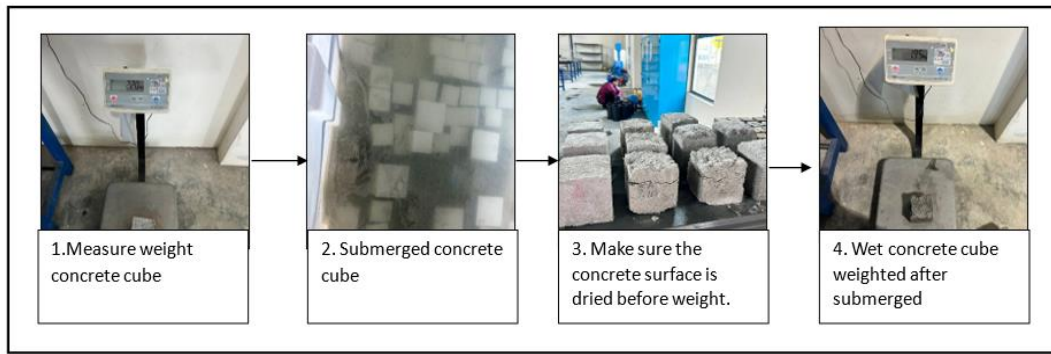 1.Measure weight
concrete cube
2. Submerged concrete
cube
3. Make sure the
concrete surface is
dried before weight.
4. Wet concrete cube
weighted after
submerged